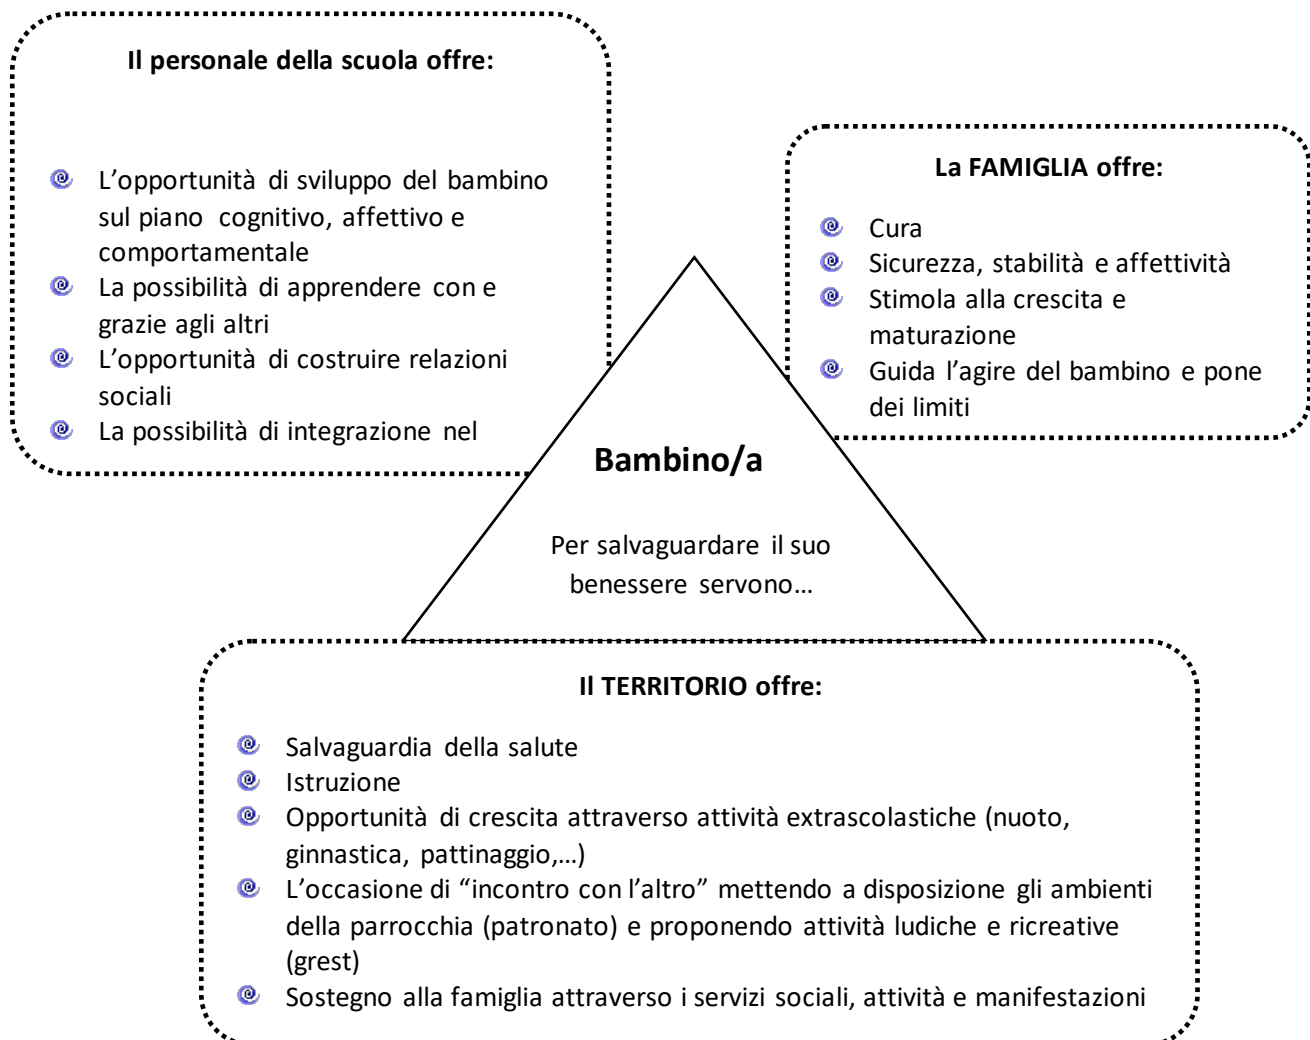 Il personale della scuola offre:
L’opportunità di sviluppo del bambino
sul piano cognitivo, affettivo e
comportamentale
La possibilità di apprendere con e
grazie agli altri
L’opportunità di costruire relazioni
sociali
La possibilità di integrazione nel
La FAMIGLIA offre:
Cura
Sicurezza, stabilità e affettività
Stimola alla crescita e
maturazione
Guida l’agire del bambino e pone
dei limiti
Bambino/a
Per salvaguardare il suo
benessere servono…
Il TERRITORIO offre:
Salvaguardia della salute
Istruzione
Opportunità di crescita attraverso attività extrascolastiche (nuoto,
ginnastica, pattinaggio,…)
L’occasione di “incontro con l’altro” mettendo a disposizione gli ambienti
della parrocchia (patronato) e proponendo attività ludiche e ricreative
(grest)
Sostegno alla famiglia attraverso i servizi sociali, attività e manifestazioni